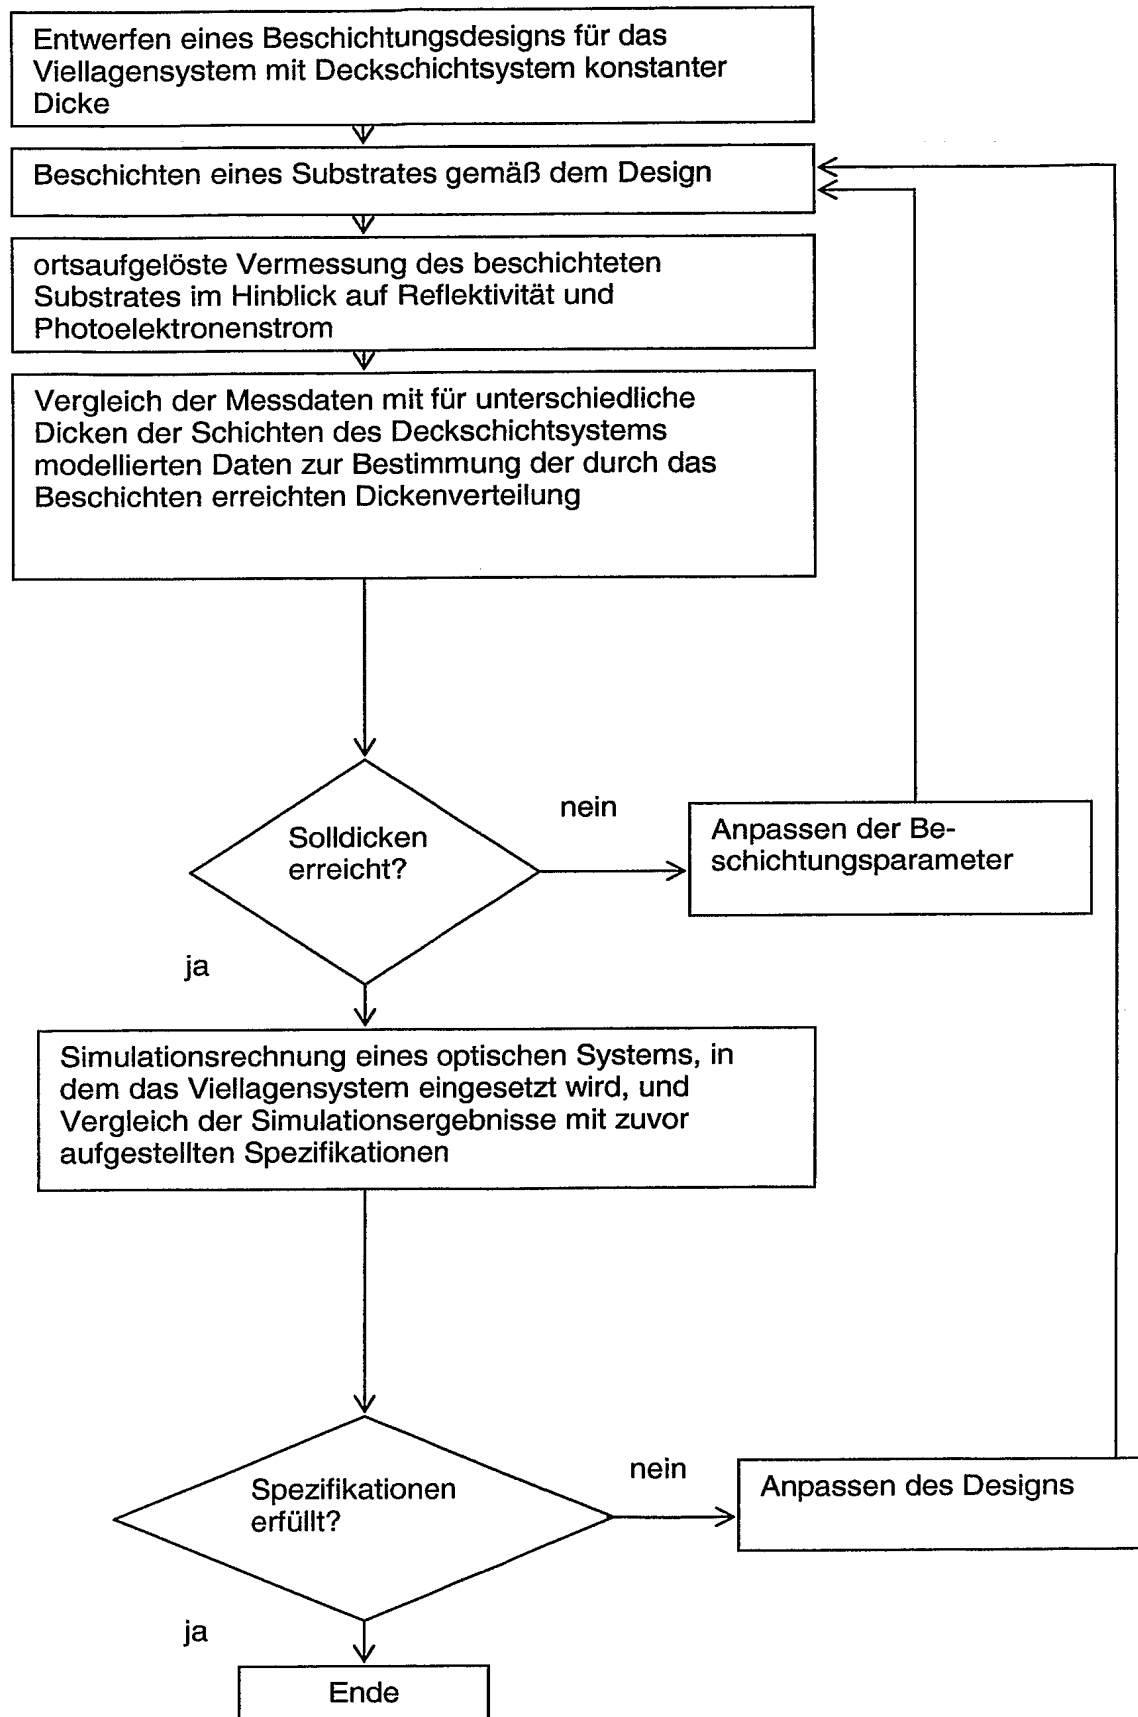 Entwerfen eines Beschichtungsdesigns für das
Viellagensystem mit Deckschichtsystem konstanter
Dicke
Beschichten eines Substrates gemäß dem Design
ortsaufgelöste Vermessung des beschichteten
Substrates im Hinblick auf Reflektivität und
Photoelektronenstrom
Vergleich der Messdaten mit für unterschiedliche
Dicken der Schichten des Deckschichtsystems
modellierten Daten zur Bestimmung der durch das
Beschichten erreichten Dickenverteilung
Solldicken
erreicht?
nein
Anpassen der Be-
schichtungsparameter
ja
Simulationsrechnung eines optischen Systems, in
dem das Viellagensystem eingesetzt wird, und
Vergleich der Simulationsergebnisse mit zuvor
aufgestellten Spezifikationen
Spezifikationen
erfüllt?
nein
Anpassen des Designs
ja
Ende